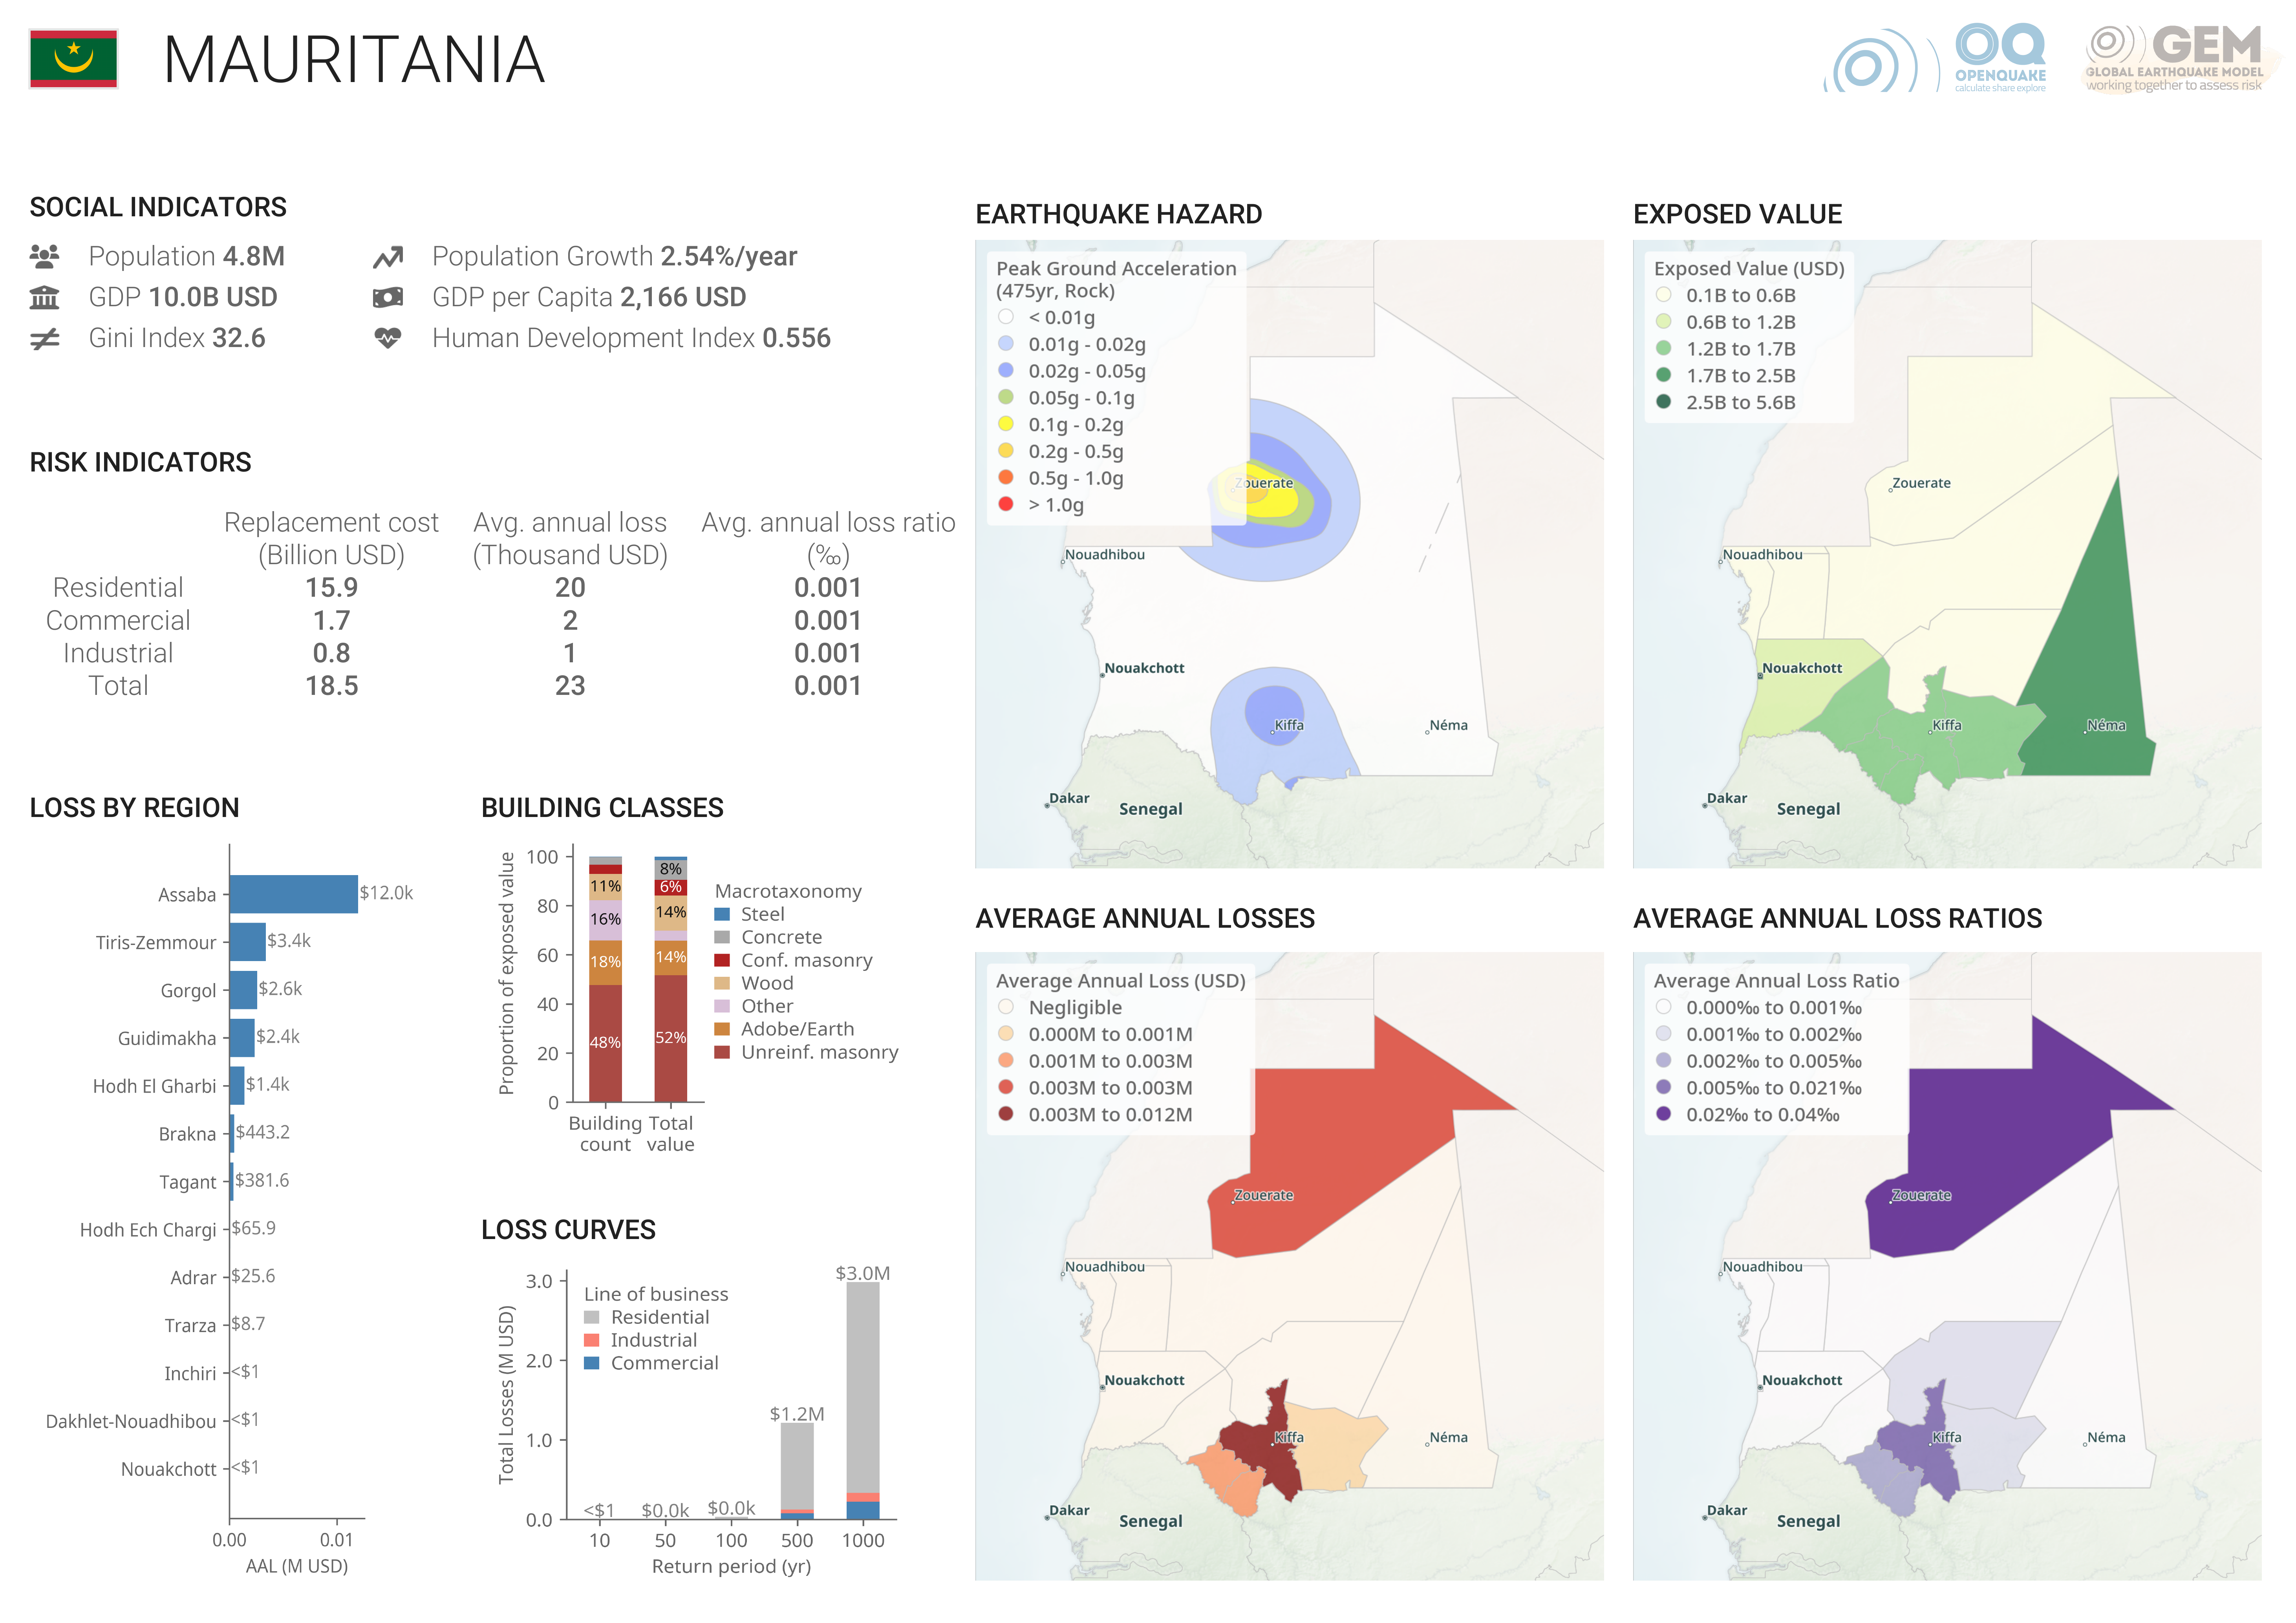 MAURITANIA
OQ
OPENQUAKE
calculate share explore
GEM
GLOBAL EARTHQUAKE MODEL
working together to assess risk
SOCIAL INDICATORS
Population 4.8M
Population Growth 2.54%/year
GDP 10.0B USD
GDP per Capita 2,166 USD
Gini Index 32.6
Human Development Index 0.556
RISK INDICATORS
Replacement cost
(Billion USD)
Avg. annual loss
(Thousand USD)
Avg. annual loss ratio
(‰)
Residential 15.9 20 0.001
Commercial 1.7 2 0.001
Industrial 0.8 1 0.001
Total 18.5 23 0.001
LOSS BY REGION
Assaba $12.0k
Tiris-Zemmour $3.4k
Gorgol $2.6k
Guidimakha $2.4k
Hodh El Gharbi $1.4k
Brakna $443.2
Tagant $381.6
Hodh Ech Chargi $65.9
Adrar $25.6
Trarza $8.7
Inchiri <$1
Dakhlet-Nouadhibou <$1
Nouakchott <$1
0.00 0.01
AAL (M USD)
BUILDING CLASSES
Proportion of exposed value
100
80
60
40
20
0
11%
16%
18%
48%
8%
6%
14%
14%
52%
Building
count
Total
value
Macrotaxonomy
Steel
Concrete
Conf. masonry
Wood
Other
Adobe/Earth
Unreinf. masonry
LOSS CURVES
Total Losses (M USD)
3.0
2.0
1.0
0.0
Line of business
Residential
Industrial
Commercial
<$1
$0.0k
$0.0k
$1.2M
$3.0M
10 50 100 500 1000
Return period (yr)
EARTHQUAKE HAZARD
Peak Ground Acceleration
(475yr, Rock)
< 0.01g
0.01g - 0.02g
0.02g - 0.05g
0.05g - 0.1g
0.1g - 0.2g
0.2g - 0.5g
0.5g - 1.0g
> 1.0g
Zouerate
Nouadhibou
Nouakchott
Kiffa
Néma
Dakar
Senegal
EXPOSED VALUE
Exposed Value (USD)
0.1B to 0.6B
0.6B to 1.2B
1.2B to 1.7B
1.7B to 2.5B
2.5B to 5.6B
Zouerate
Nouadhibou
Nouakchott
Kiffa
Néma
Dakar
Senegal
AVERAGE ANNUAL LOSSES
Average Annual Loss (USD)
Negligible
0.000M to 0.001M
0.001M to 0.003M
0.003M to 0.003M
0.003M to 0.012M
Zouerate
Nouadhibou
Nouakchott
Kiffa
Néma
Dakar
Senegal
AVERAGE ANNUAL LOSS RATIOS
Average Annual Loss Ratio
0.000‰ to 0.001‰
0.001‰ to 0.002‰
0.002‰ to 0.005‰
0.005‰ to 0.021‰
0.02‰ to 0.04‰
Zouerate
Nouadhibou
Nouakchott
Kiffa
Néma
Dakar
Senegal